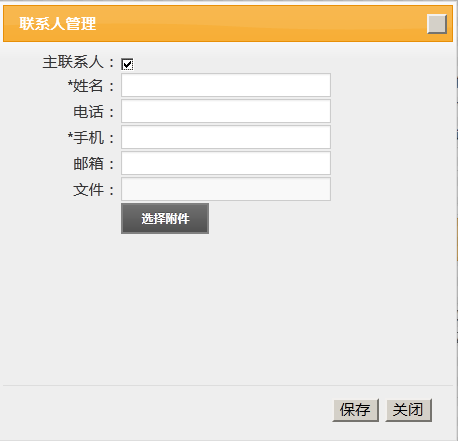 联系人管理
主联系人：
*姓名：
电话：
*手机：
邮箱：
文件：
选择附件
保存 关闭